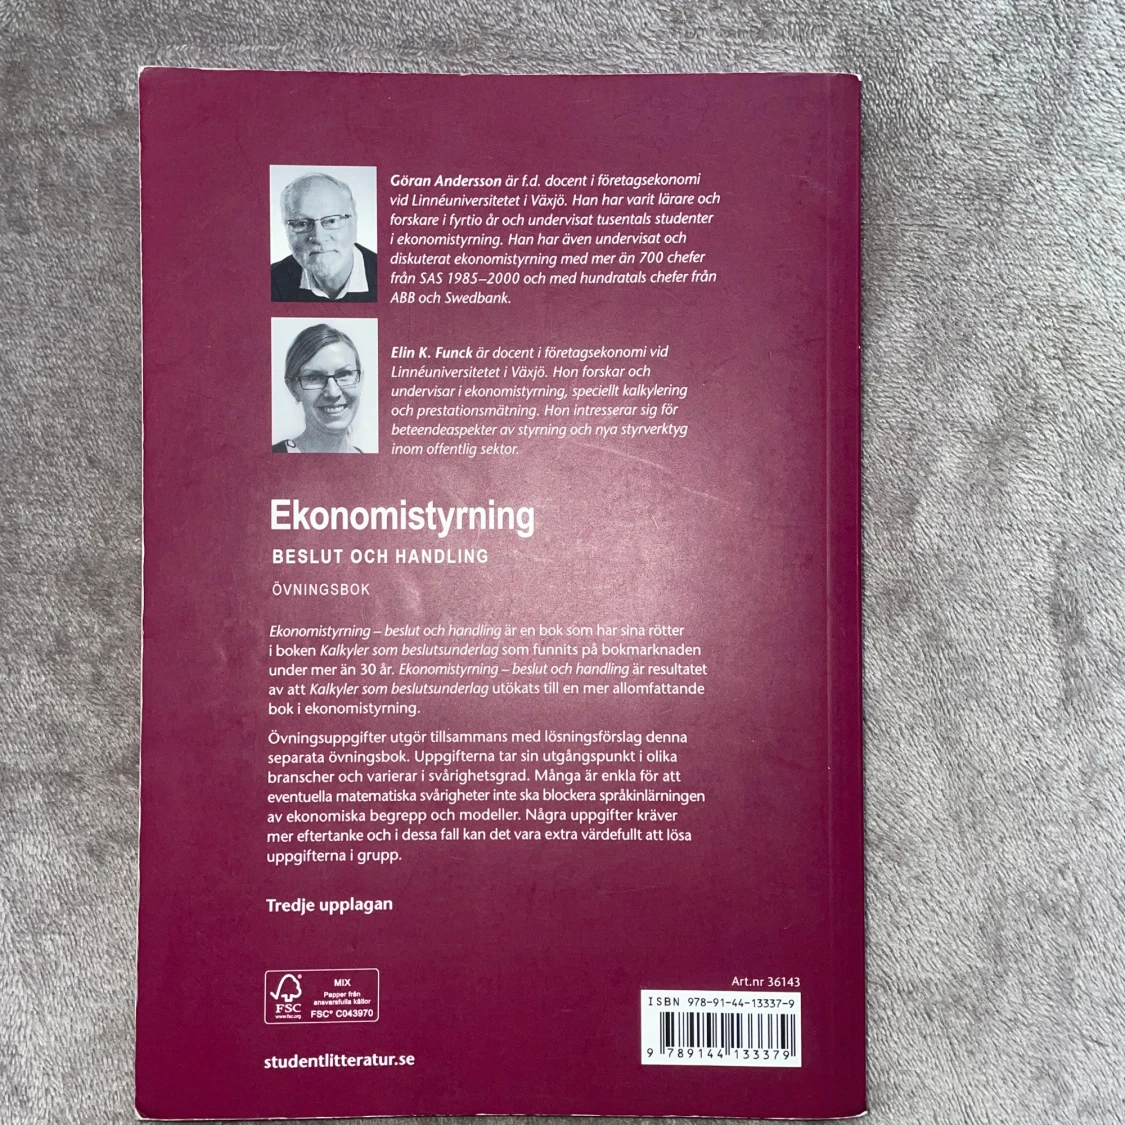 Göran Andersson är f.d. docent i företagsekonomi
vid Linnéuniversitetet i Växjö. Han har varit lärare och
forskare i fyrtio år och undervisat tusentals studenter
i ekonomistyrning. Han har även undervisat och
diskuterat ekonomistyrning med mer än 700 chefer
från SAS 1985–2000 och med hundratals chefer från
ABB och Swedbank.
Elin K. Funck är docent i företagsekonomi vid
Linnéuniversitetet i Växjö. Hon forskar och
undervisar i ekonomistyrning, speciellt kalkylering
och prestationsmätning. Hon intresserar sig för
beteendeaspekter av styrning och nya styrverktyg
inom offentlig sektor.
Ekonomistyrning
BESLUT OCH HANDLING
ÖVNINGSBOK
Ekonomistyrning – beslut och handling är en bok som har sina rötter
i boken Kalkyler som beslutsunderlag som funnits på bokmarknaden
under mer än 30 år. Ekonomistyrning – beslut och handling är resultatet
av att Kalkyler som beslutsunderlag utökats till en mer allomfattande
bok i ekonomistyrning.
Övningsuppgifter utgör tillsammans med lösningsförslag denna
separata övningsbok. Uppgifterna tar sin utgångspunkt i olika
branscher och varierar i svårighetsgrad. Många är enkla för att
eventuella matematiska svårigheter inte ska blockera språkinlärningen
av ekonomiska begrepp och modeller. Några uppgifter kräver
mer eftertanke och i dessa fall kan det vara extra värdefullt att lösa
uppgifterna i grupp.
Tredje upplagan
FSC
www.fsc.org
MIX
Papper från
ansvarsfulla källor
FSC® C043970
studentlitteratur.se
Art.nr 36143
ISBN 978-91-44-13337-9
9 789144 133379